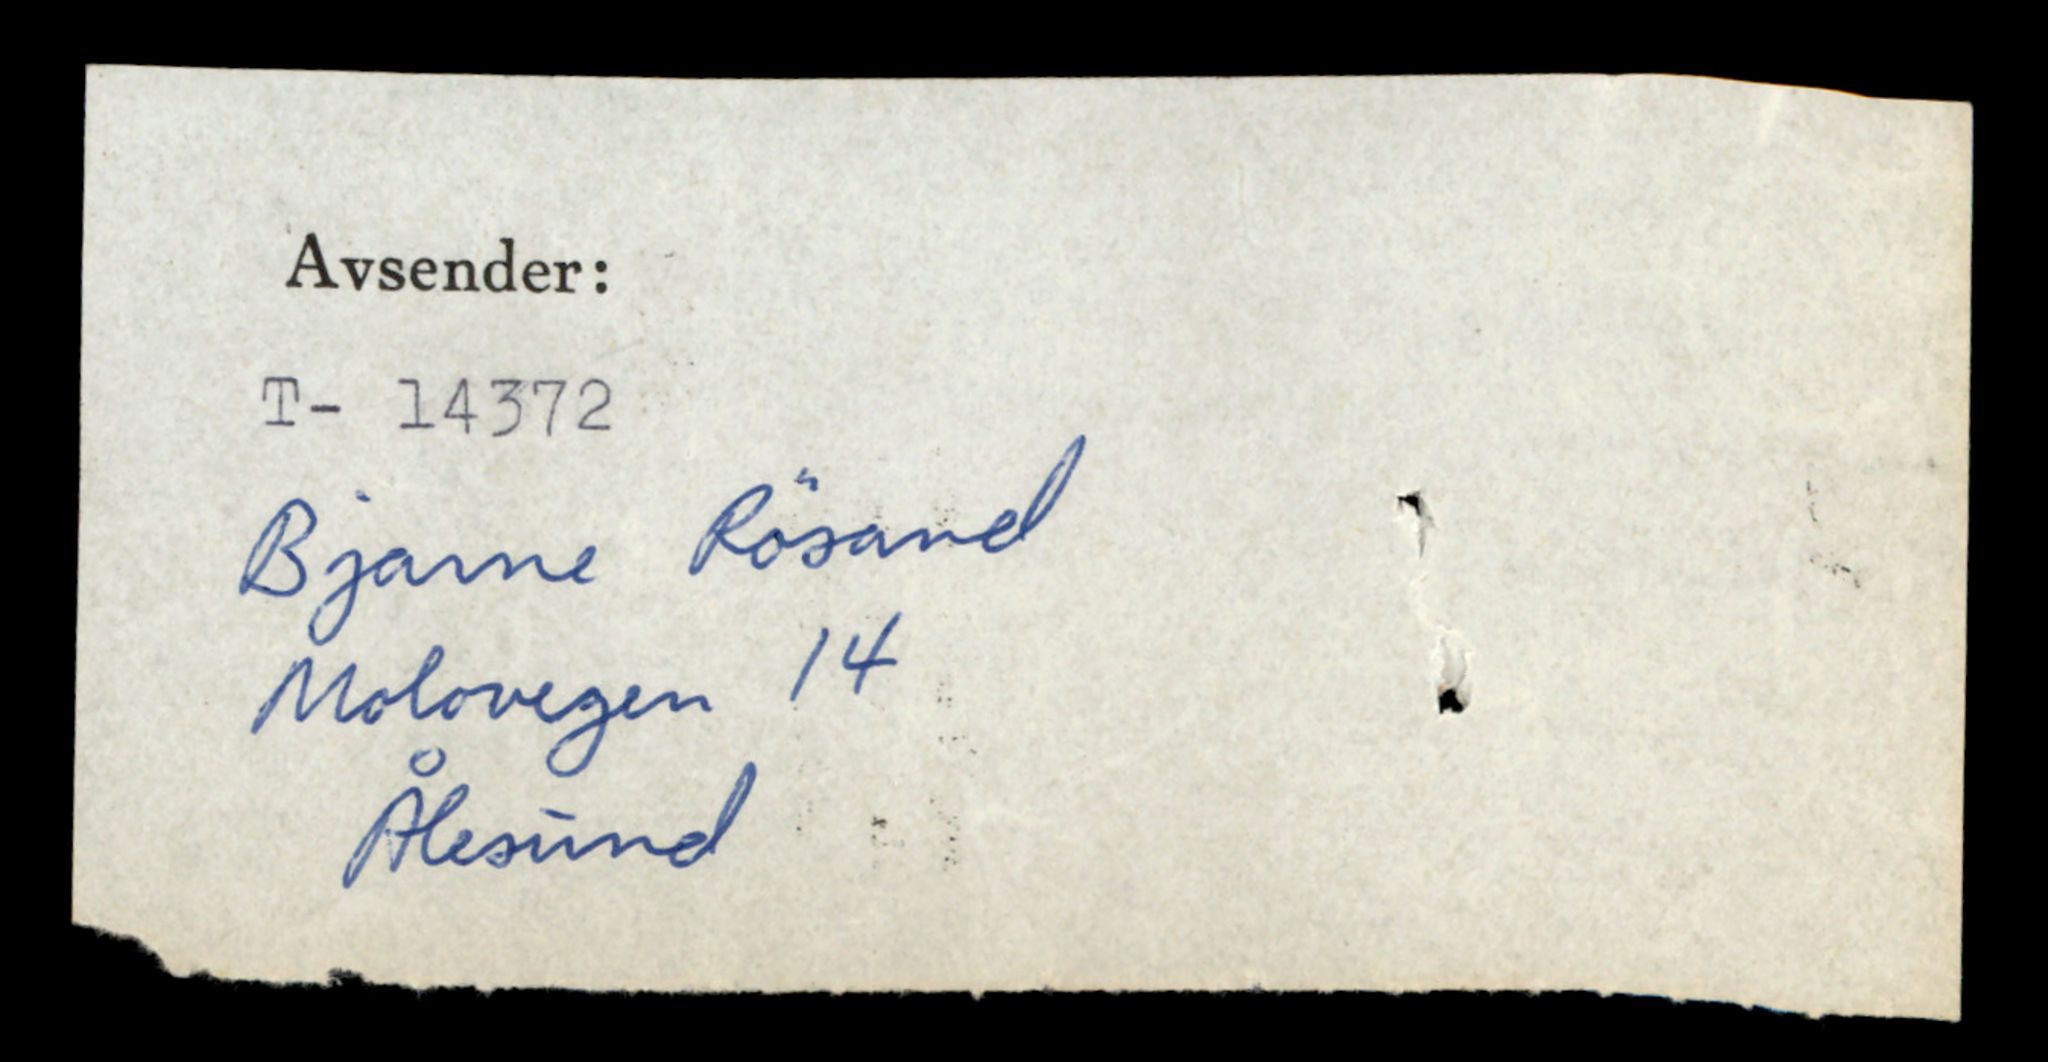 Avsender:
T- 14372
Bjarne Rösand
Molovegen 14
Ålesund